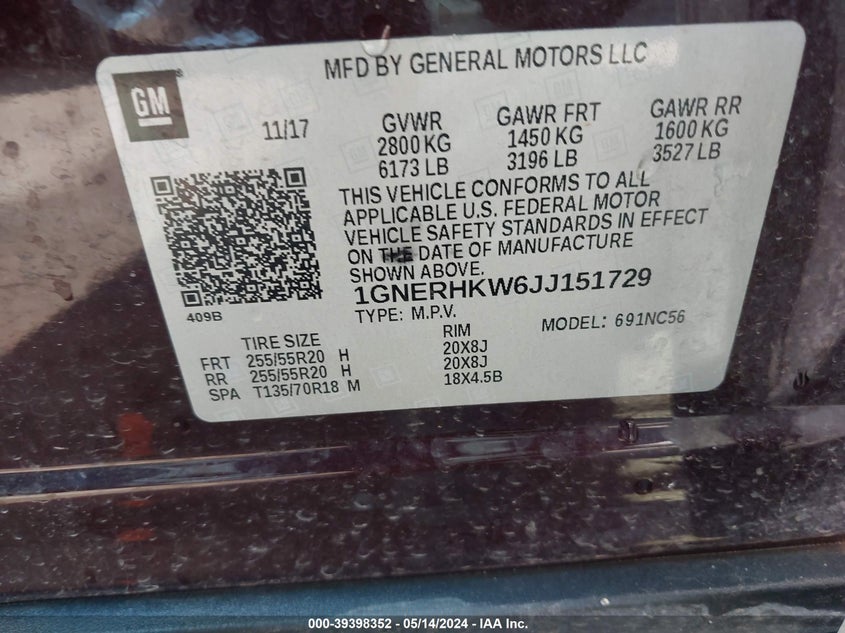 MFD BY GENERAL MOTORS LLC
GM
11/17
GVWR GAWR FRT GAWR RR
2800 KG 1450 KG 1600 KG
6173 LB 3196 LB 3527 LB
THIS VEHICLE CONFORMS TO ALL
APPLICABLE U.S. FEDERAL MOTOR
VEHICLE SAFETY STANDARDS IN EFFECT
ON THE DATE OF MANUFACTURE
SHOWN ABOVE.
409B
1GNERHKW6JJ151729
TYPE: M.P.V. MODEL: 691NC56
TIRE SIZE RIM
FRT 255/55R20 H 20X8J
RR 255/55R20 H 20X8J
SPA T135/70R18 M 18X4.5B
000-39398352 / 05/14/2024 - © IAA Inc.